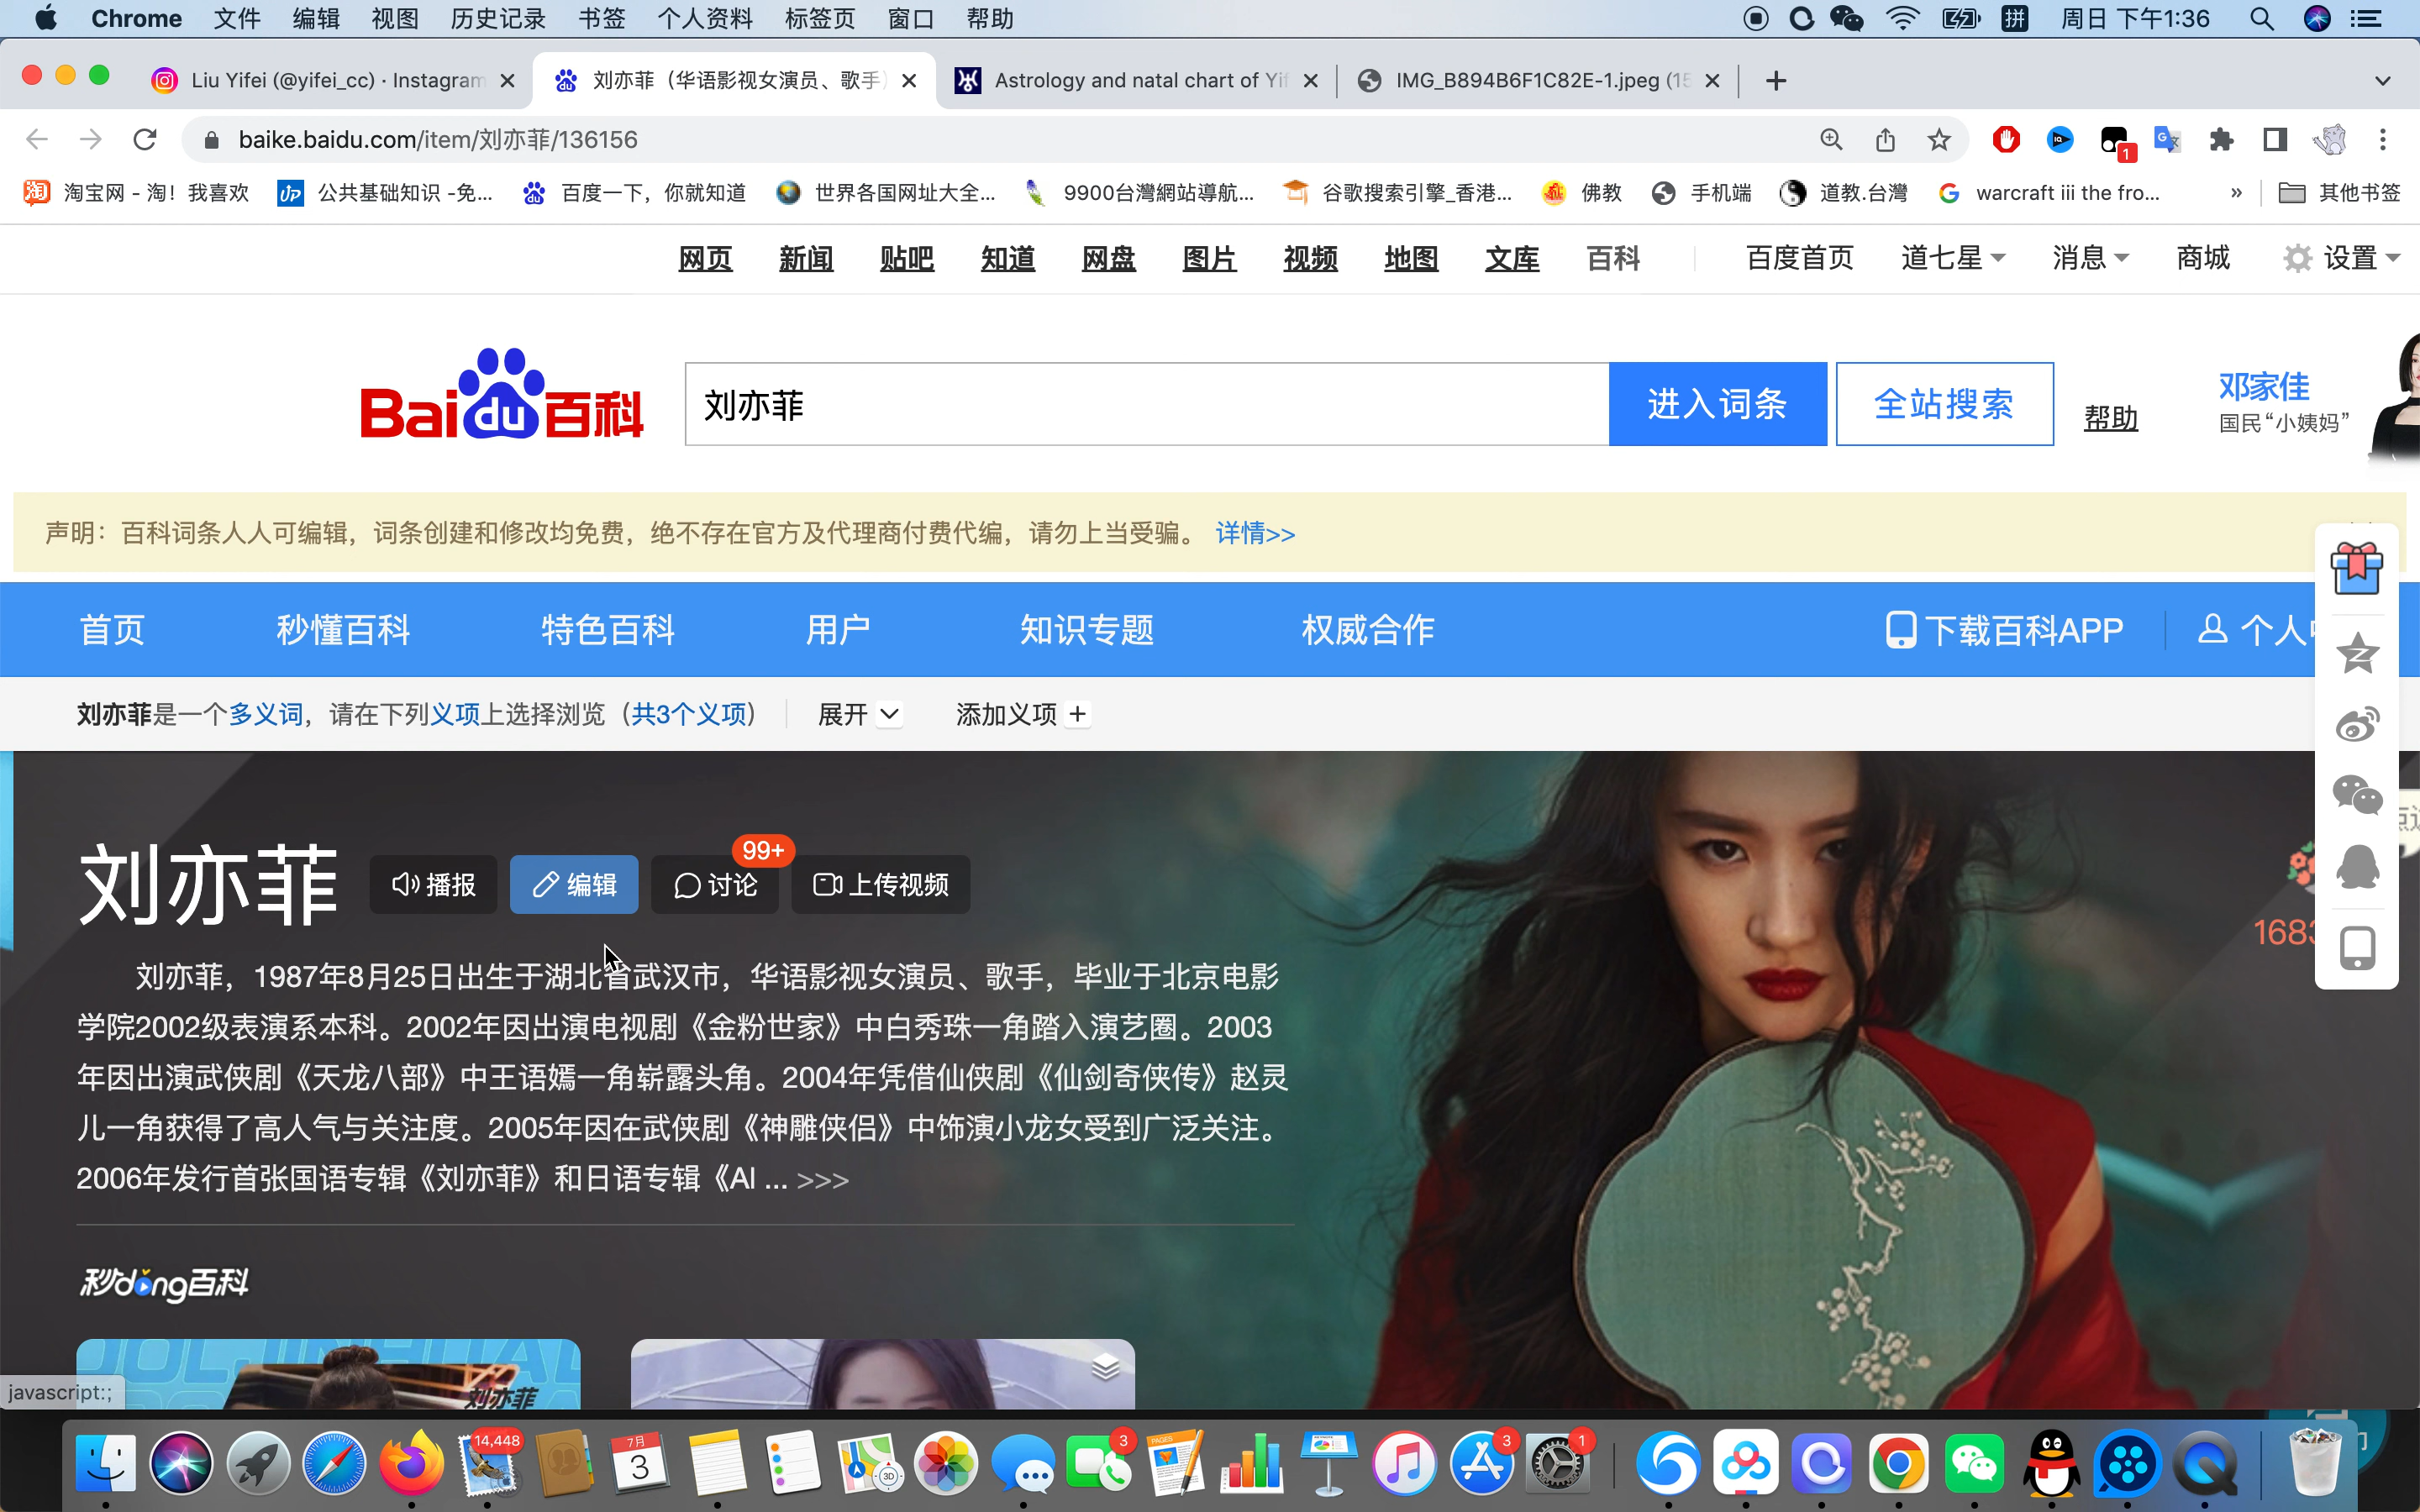 Chrome 文件 编辑 视图 历史记录 书签 个人资料 标签页 窗口 帮助 拼 周日 下午1:36
Liu Yifei (@yifei_cc) · Instagram 刘亦菲（华语影视女演员、歌手） Astrology and natal chart of Yif IMG_B894B6F1C82E-1.jpeg (15
baike.baidu.com/item/刘亦菲/136156 1
淘宝网 - 淘！我喜欢 公共基础知识 -免... 百度一下，你就知道 世界各国网址大全... 9900台灣網站導航... 谷歌搜索引擎_香港... 佛教 手机端 道教.台灣 warcraft iii the fro... » 其他书签
网页 新闻 贴吧 知道 网盘 图片 视频 地图 文库 百科 百度首页 道七星 消息 商城 设置
Bai du 百科 刘亦菲 进入词条 全站搜索 帮助 邓家佳
国民“小姨妈”
声明：百科词条人人可编辑，词条创建和修改均免费，绝不存在官方及代理商付费代编，请勿上当受骗。 详情>>
首页 秒懂百科 特色百科 用户 知识专题 权威合作 下载百科APP 个人
刘亦菲是一个多义词，请在下列义项上选择浏览（共3个义项） 展开 添加义项
刘亦菲 播报 编辑 讨论 99+ 上传视频
刘亦菲，1987年8月25日出生于湖北省武汉市，华语影视女演员、歌手，毕业于北京电影
学院2002级表演系本科。2002年因出演电视剧《金粉世家》中白秀珠一角踏入演艺圈。2003
年因出演武侠剧《天龙八部》中王语嫣一角崭露头角。2004年凭借仙侠剧《仙剑奇侠传》赵灵
儿一角获得了高人气与关注度。2005年因在武侠剧《神雕侠侣》中饰演小龙女受到广泛关注。
2006年发行首张国语专辑《刘亦菲》和日语专辑《Al ... >>>
1683
秒dong百科
刘亦菲
javascript:;
14,448 7月 3 3D 3 PAGES 3 1